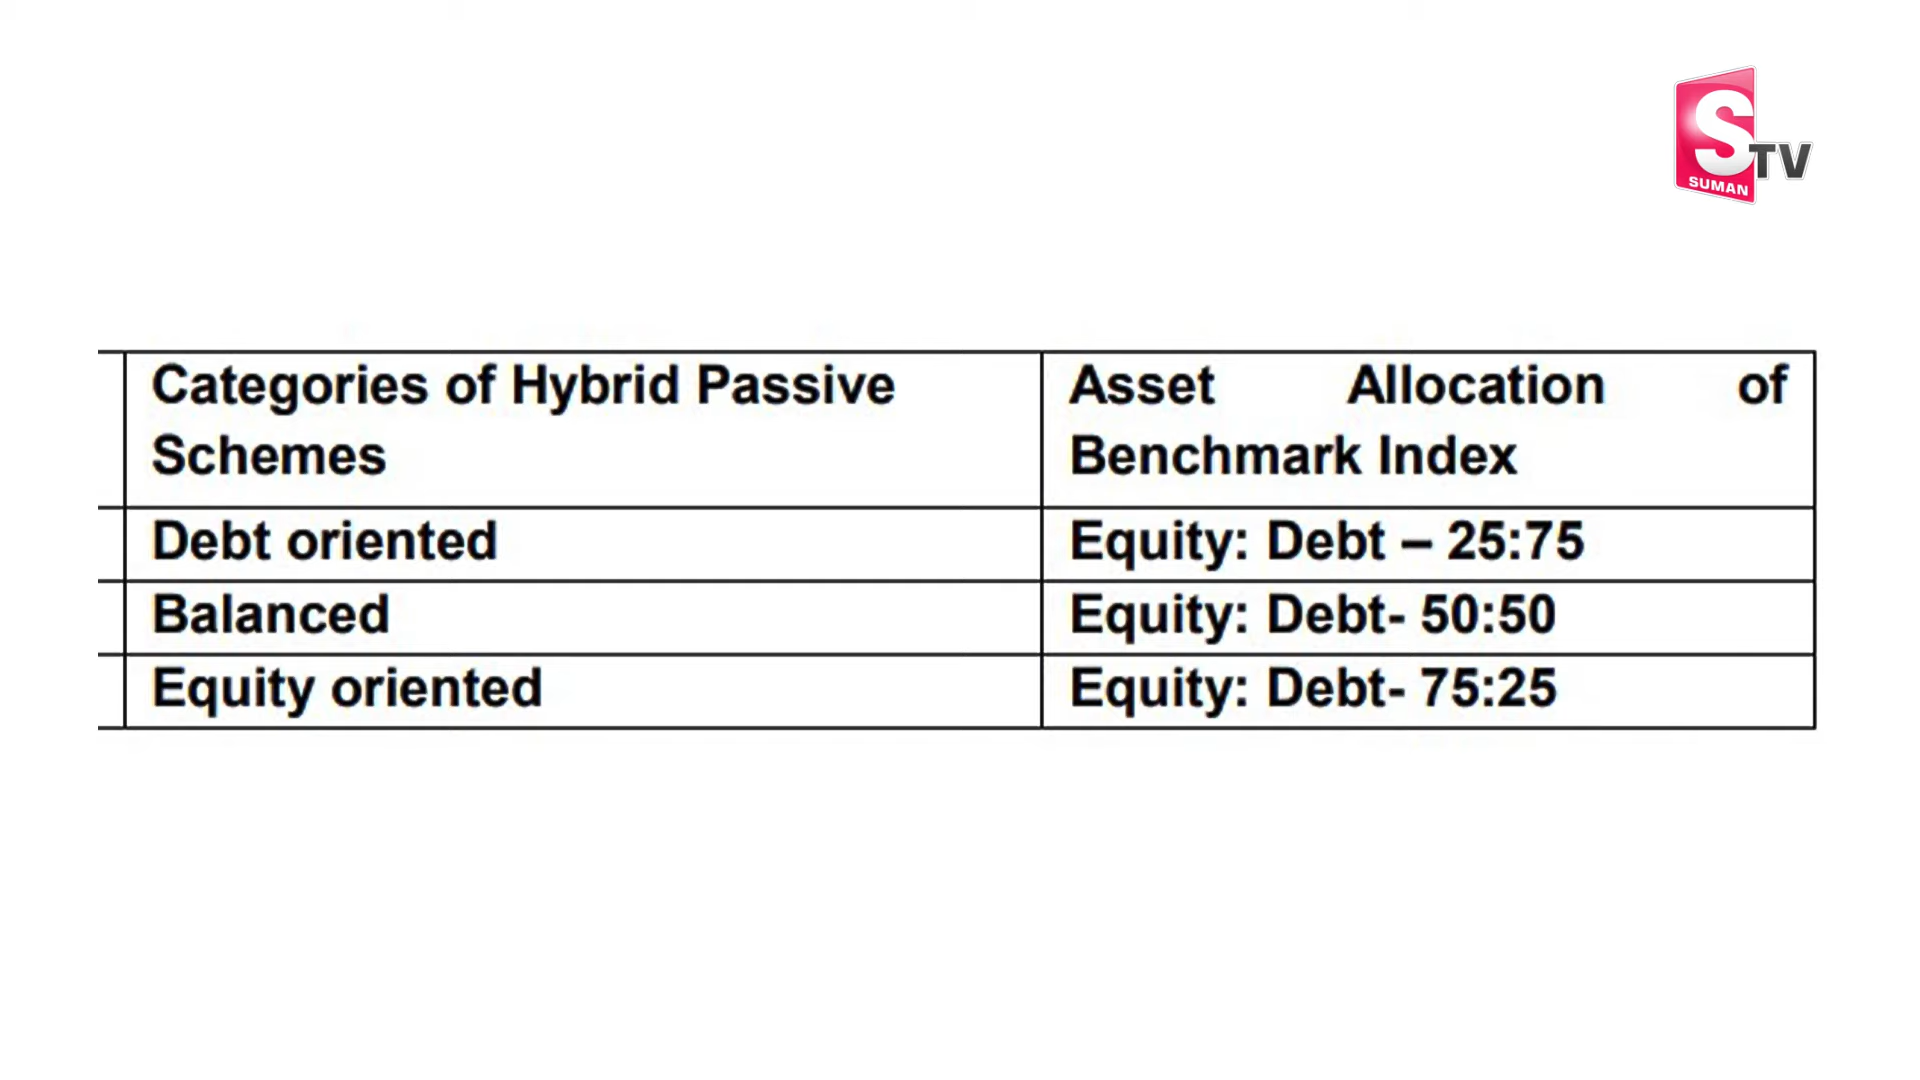 S
TV
SUMAN
Categories of Hybrid Passive
Schemes
Asset Allocation of
Benchmark Index
Debt oriented
Equity: Debt – 25:75
Balanced
Equity: Debt- 50:50
Equity oriented
Equity: Debt- 75:25